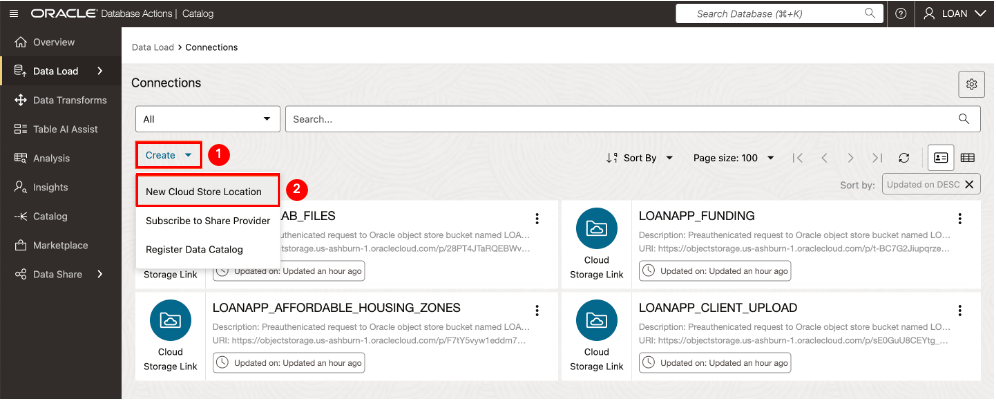 ORACLE Database Actions | Catalog
Search Database (⌘+K)
LOAN
Overview
Data Load
Data Transforms
Table AI Assist
Analysis
Insights
Catalog
Marketplace
Data Share
Data Load > Connections
Connections
All
Search...
Create
1
Sort By
Page size: 100
New Cloud Store Location
2
Subscribe to Share Provider
Register Data Catalog
Sort by:
Updated on DESC
AB_FILES
Preauthenticated request to Oracle object store bucket named LOA...
objectstorage.us-ashburn-1.oraclecloud.com/p/28PT4JTaRQEBWv...
Storage Link
Updated on: Updated an hour ago
LOANAPP_FUNDING
Description: Preauthenticated request to Oracle object store bucket named LO...
URI: https://objectstorage.us-ashburn-1.oraclecloud.com/p/t-BC7G2Jiupqrze...
Cloud
Storage Link
Updated on: Updated an hour ago
LOANAPP_AFFORDABLE_HOUSING_ZONES
Description: Preauthenticated request to Oracle object store bucket named LOA...
URI: https://objectstorage.us-ashburn-1.oraclecloud.com/p/F7tY5vyw1eddm7...
Cloud
Storage Link
Updated on: Updated an hour ago
LOANAPP_CLIENT_UPLOAD
Description: Preauthenticated request to Oracle object store bucket named LO...
URI: https://objectstorage.us-ashburn-1.oraclecloud.com/p/sE0GuU8CEYtg_...
Cloud
Storage Link
Updated on: Updated an hour ago